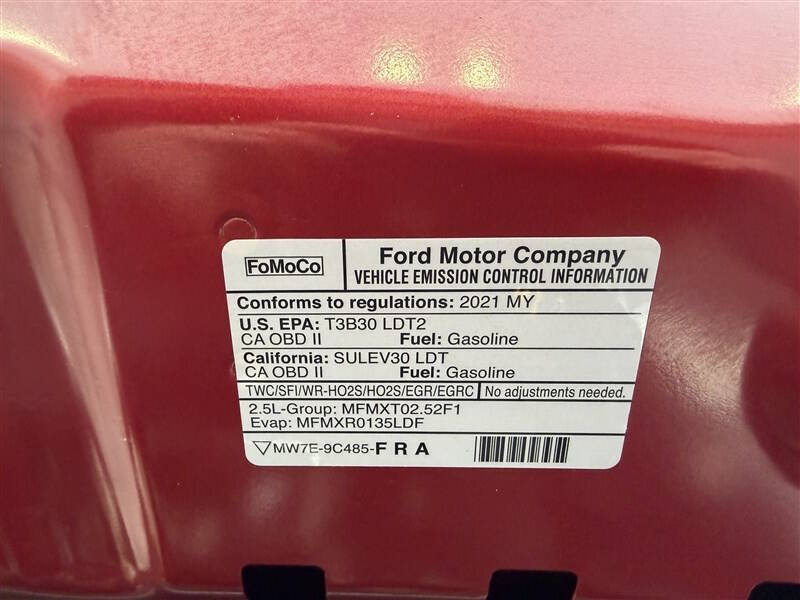 FoMoCo
Ford Motor Company
VEHICLE EMISSION CONTROL INFORMATION
Conforms to regulations: 2021 MY
U.S. EPA: T3B30 LDT2
CA OBD II Fuel: Gasoline
California: SULEV30 LDT
CA OBD II Fuel: Gasoline
TWC/SFI/WR-HO2S/HO2S/EGR/EGRC No adjustments needed.
2.5L-Group: MFMXT02.52F1
Evap: MFMXR0135LDF
MW7E-9C485-F R A